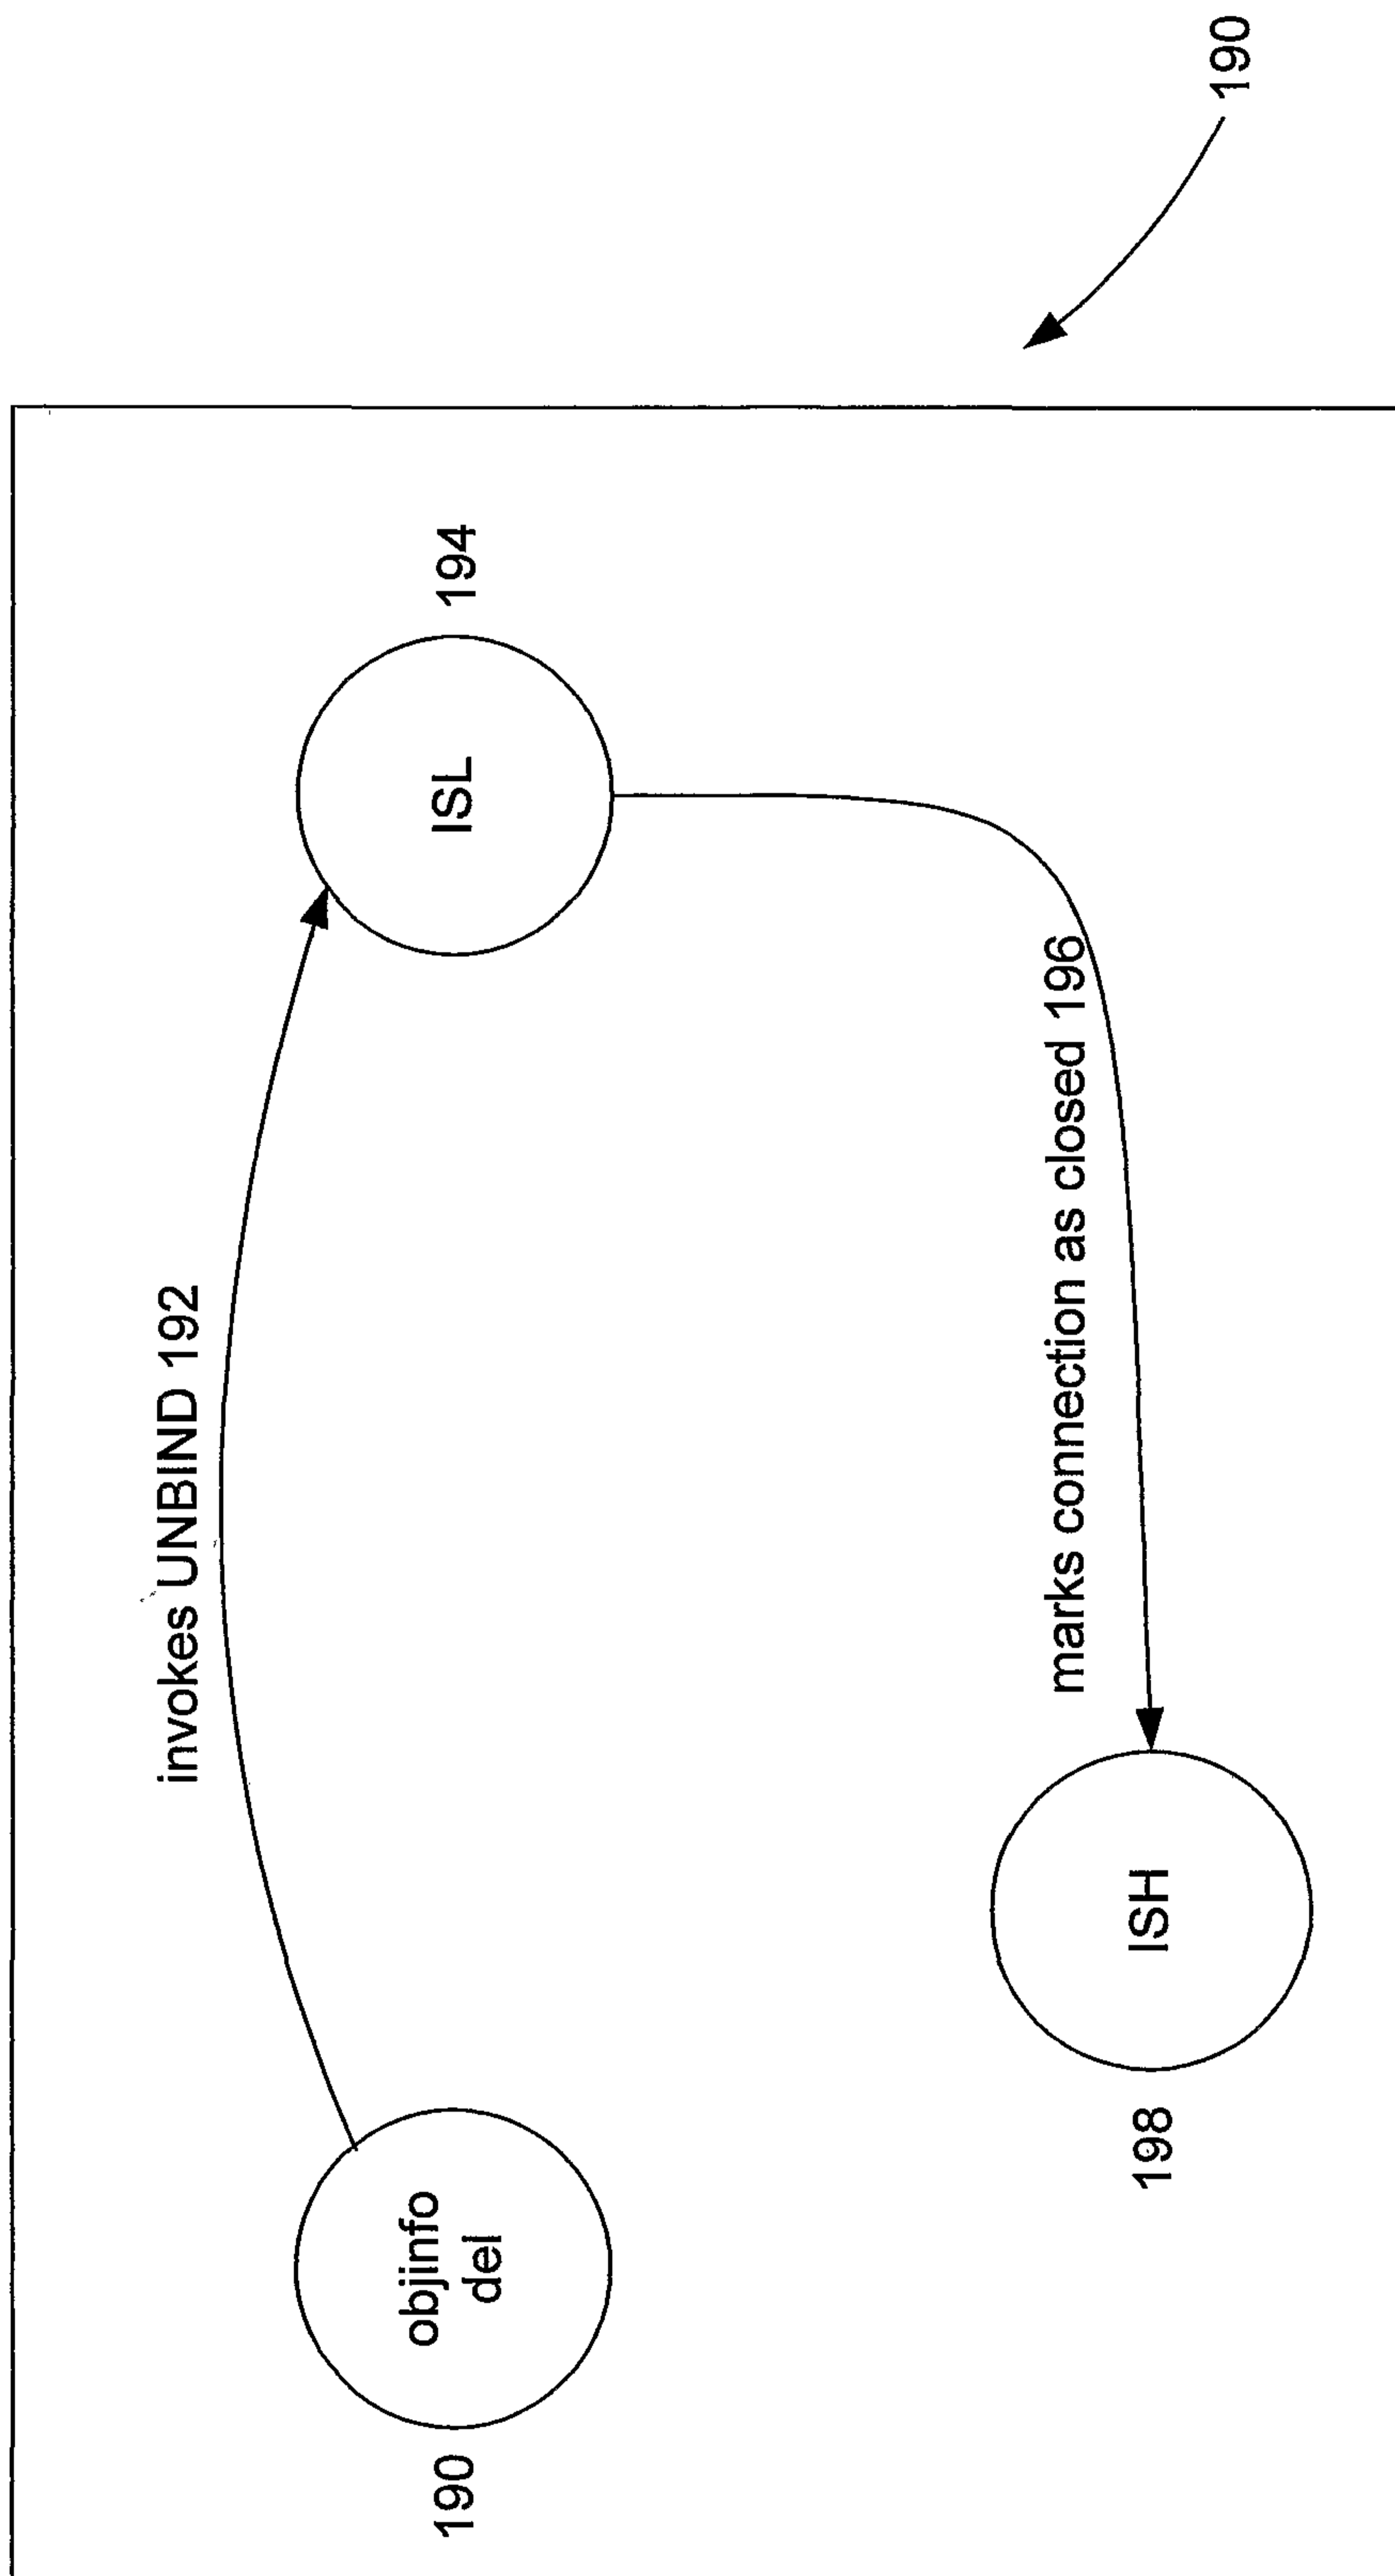 invokes UNBIND 192
190
objinfo
del
ISL
194
marks connection as closed 196
198
ISH
190